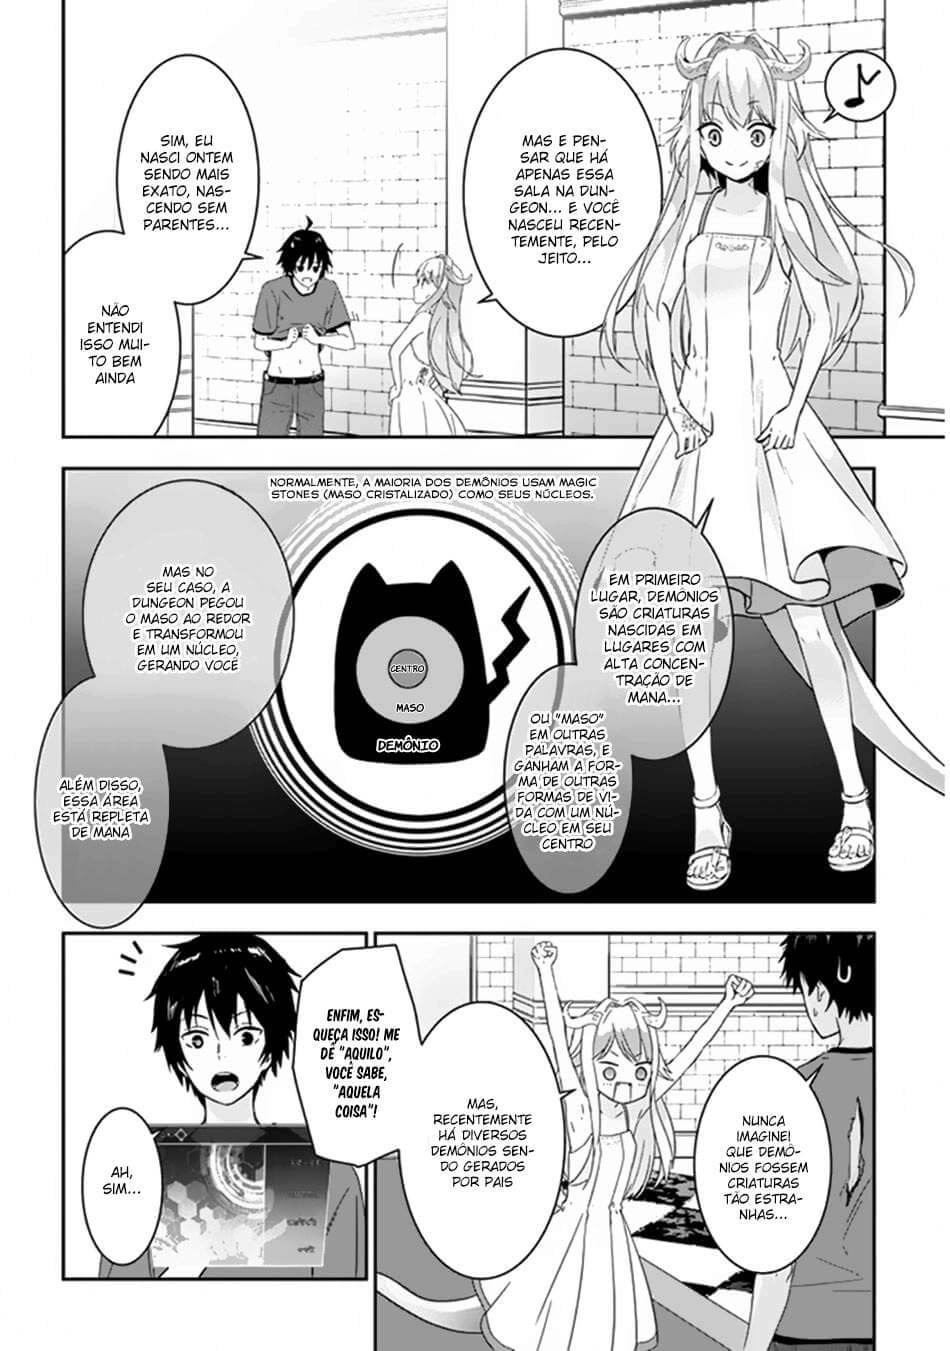 MAS E PEN-
SAR QUE HÁ
APENAS ESSA
SALA NA DUN-
GEON... E VOCÊ
NASCEU RECEN-
TEMENTE, PELO
JEITO...
SIM, EU
NASCI ONTEM
SENDO MAIS
EXATO, NAS-
CENDO SEM
PARENTES...
NÃO
ENTENDI
ISSO MUI-
TO BEM
AINDA
NORMALMENTE, A MAIORIA DOS DEMÔNIOS USAM MAGIC
STONES (MASO CRISTALIZADO) COMO SEUS NÚCLEOS.
EM PRIMEIRO
LUGAR, DEMÔNIOS
SÃO CRIATURAS
NASCIDAS EM
LUGARES COM
ALTA CONCEN-
TRAÇÃO DE
MANA...
OU "MASO"
EM OUTRAS
PALAVRAS, E
GANHAM A FOR-
MA DE OUTRAS
FORMAS DE VI-
DA COM UM NÚ-
CLEO EM SEU
CENTRO
CENTRO
MASO
DEMÔNIO
MAS NO
SEU CASO, A
DUNGEON PEGOU
O MASO AO REDOR
E TRANSFORMOU
EM UM NÚCLEO,
GERANDO VOCÊ
ALÉM DISSO,
ESSA ÁREA
ESTÁ REPLETA
DE MANA
NUNCA
IMAGINEI
QUE DEMÔ-
NIOS FOSSEM
CRIATURAS
TÃO ESTRA-
NHAS...
MAS,
RECENTEMENTE
HÁ DIVERSOS
DEMÔNIOS SEN-
DO GERADOS
POR PAIS
ENFIM, ES-
QUEÇA ISSO! ME
DÊ "AQUILO",
VOCÊ SABE,
"AQUELA
COISA"!
AH,
SIM...